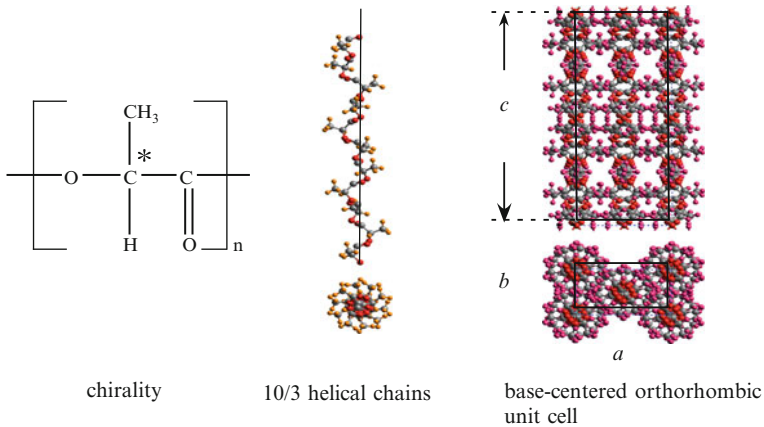 CH3
*
O
C
C
H
O
n
c
b
a
chirality
10/3 helical chains
base-centered orthorhombic
unit cell